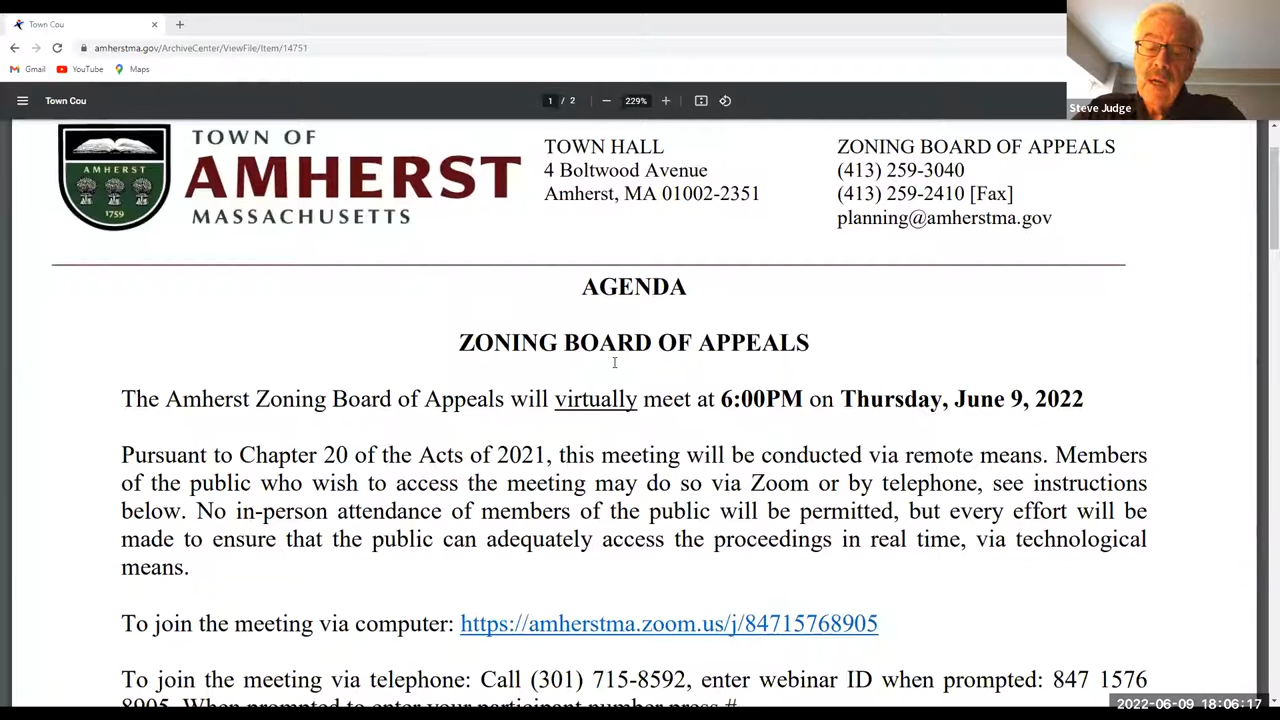 Town Cou
amherstma.gov/ArchiveCenter/ViewFile/Item/14751
Gmail YouTube Maps
Town Cou
1 / 2 229%
Steve Judge
AMHERST
1759
TOWN OF
AMHERST
MASSACHUSETTS
TOWN HALL
4 Boltwood Avenue
Amherst, MA 01002-2351
ZONING BOARD OF APPEALS
(413) 259-3040
(413) 259-2410 [Fax]
planning@amherstma.gov
AGENDA
ZONING BOARD OF APPEALS
The Amherst Zoning Board of Appeals will virtually meet at 6:00PM on Thursday, June 9, 2022
Pursuant to Chapter 20 of the Acts of 2021, this meeting will be conducted via remote means. Members
of the public who wish to access the meeting may do so via Zoom or by telephone, see instructions
below. No in-person attendance of members of the public will be permitted, but every effort will be
made to ensure that the public can adequately access the proceedings in real time, via technological
means.
To join the meeting via computer: https://amherstma.zoom.us/j/84715768905
To join the meeting via telephone: Call (301) 715-8592, enter webinar ID when prompted: 847 1576
8905. When prompted to enter your participant number press #
2022-06-09 18:06:17